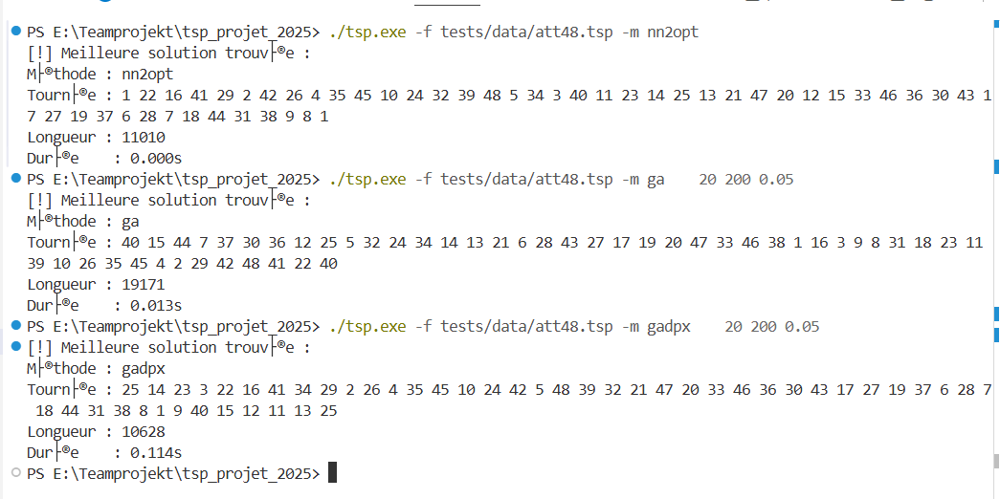 PS E:\Teamprojekt\tsp_projet_2025> ./tsp.exe -f tests/data/att48.tsp -m nn2opt
[!] Meilleure solution trouv├®e :
M├®thode : nn2opt
Tourn├®e : 1 22 16 41 29 2 42 26 4 35 45 10 24 32 39 48 5 34 3 40 11 23 14 25 13 21 47 20 12 15 33 46 36 30 43 1
7 27 19 37 6 28 7 18 44 31 38 9 8 1
Longueur : 11010
Dur├®e    : 0.000s
PS E:\Teamprojekt\tsp_projet_2025> ./tsp.exe -f tests/data/att48.tsp -m ga    20 200 0.05
[!] Meilleure solution trouv├®e :
M├®thode : ga
Tourn├®e : 40 15 44 7 37 30 36 12 25 5 32 24 34 14 13 21 6 28 43 27 17 19 20 47 33 46 38 1 16 3 9 8 31 18 23 11
39 10 26 35 45 4 2 29 42 48 41 22 40
Longueur : 19171
Dur├®e    : 0.013s
PS E:\Teamprojekt\tsp_projet_2025> ./tsp.exe -f tests/data/att48.tsp -m gadpx    20 200 0.05
[!] Meilleure solution trouv├®e :
M├®thode : gadpx
Tourn├®e : 25 14 23 3 22 16 41 34 29 2 26 4 35 45 10 24 42 5 48 39 32 21 47 20 33 46 36 30 43 17 27 19 37 6 28 7
18 44 31 38 8 1 9 40 15 12 11 13 25
Longueur : 10628
Dur├®e    : 0.114s
PS E:\Teamprojekt\tsp_projet_2025>